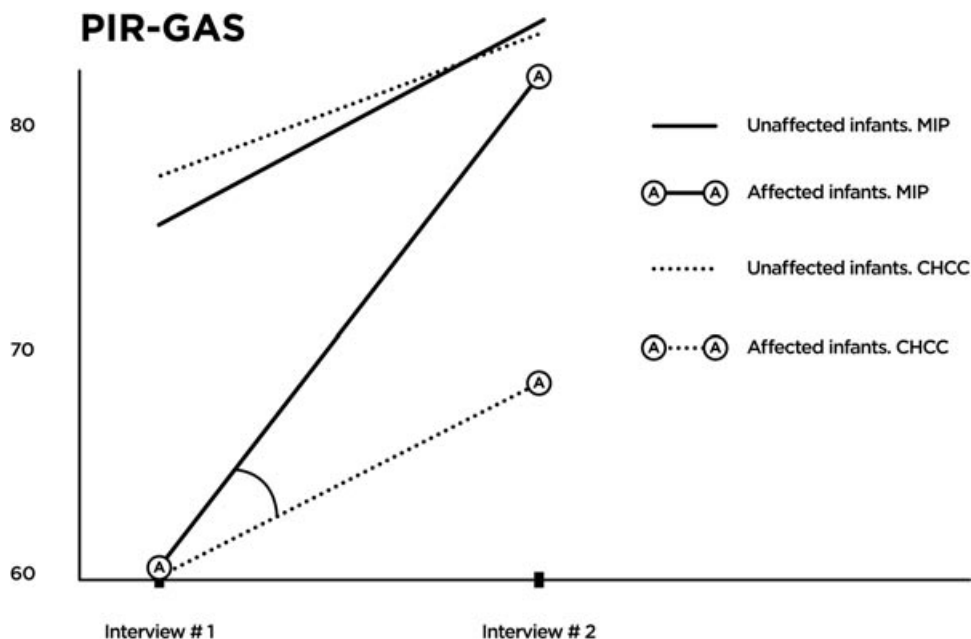 PIR-GAS
80
70
60
Interview # 1
Interview # 2
Unaffected infants. MIP
A A Affected infants. MIP
Unaffected infants. CHCC
A A Affected infants. CHCC
A
A
A